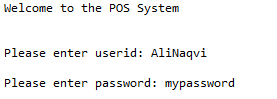 Welcome to the POS System
Please enter userid: AliNaqvi
Please enter password: mypassword